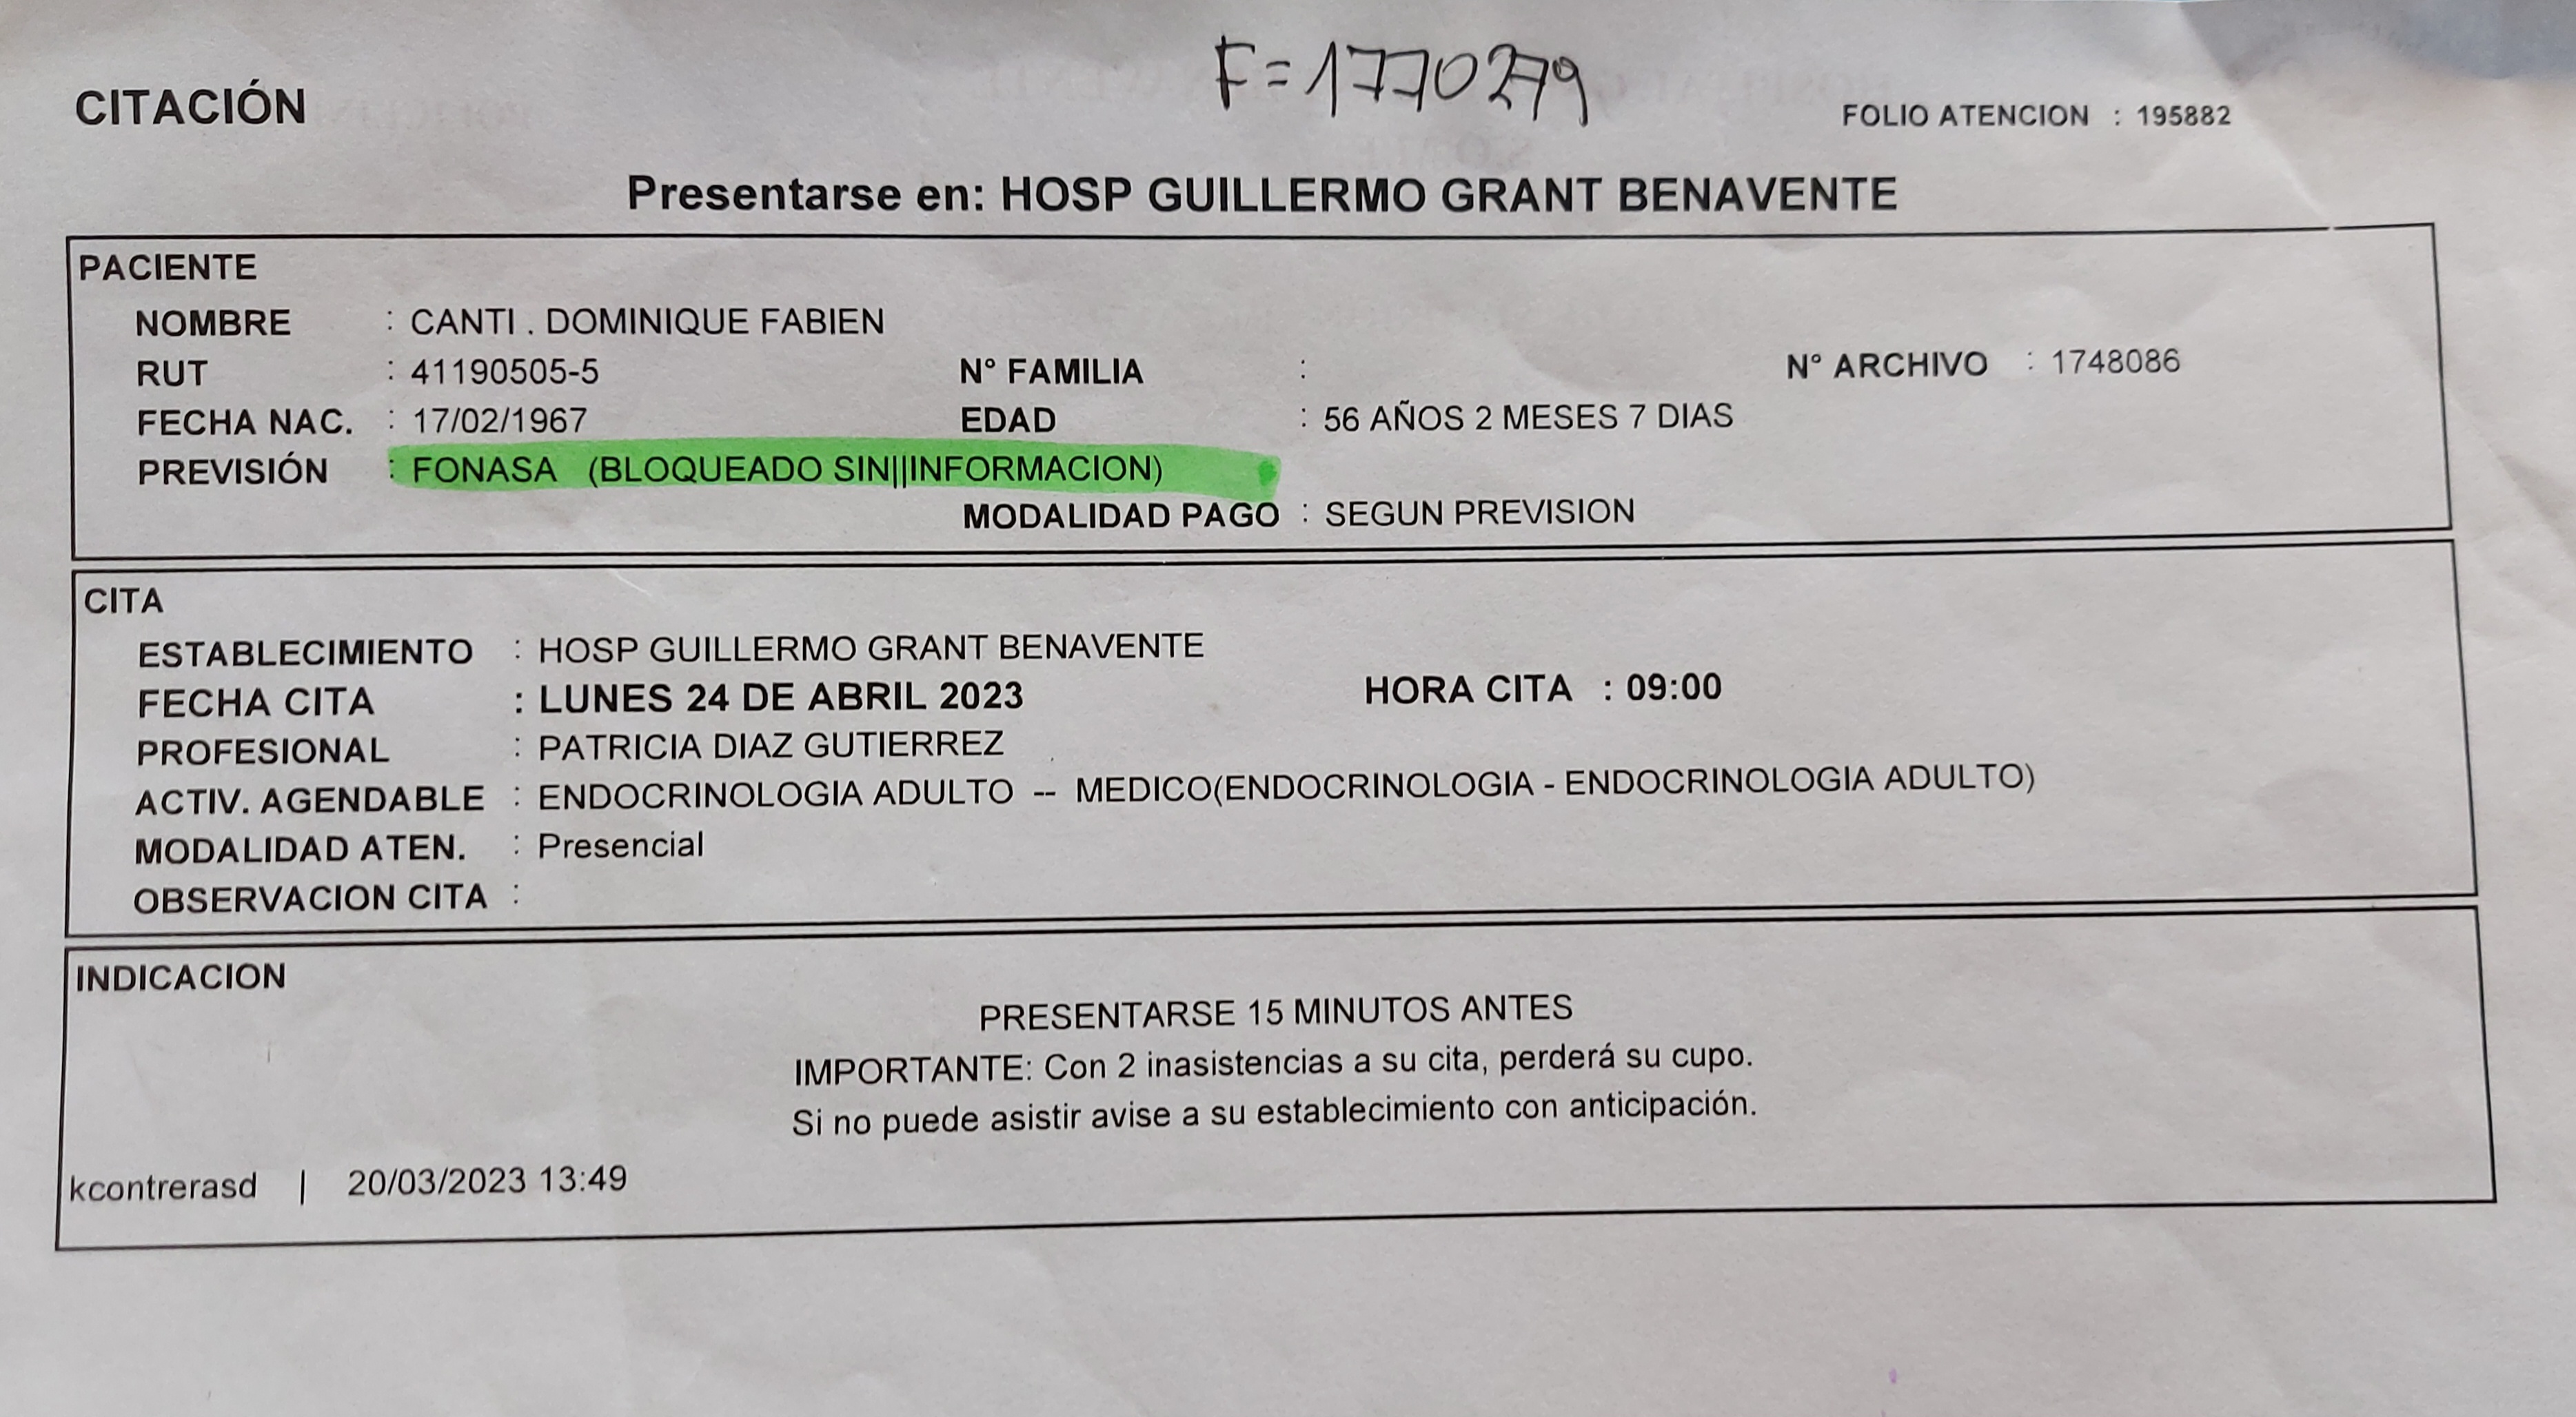 F=1770279
CITACIÓN
FOLIO ATENCION : 195882
Presentarse en: HOSP GUILLERMO GRANT BENAVENTE
PACIENTE
NOMBRE : CANTI . DOMINIQUE FABIEN
RUT : 41190505-5 N° FAMILIA : N° ARCHIVO : 1748086
FECHA NAC. : 17/02/1967 EDAD : 56 AÑOS 2 MESES 7 DIAS
PREVISIÓN : FONASA (BLOQUEADO SIN||INFORMACION)
MODALIDAD PAGO : SEGUN PREVISION
CITA
ESTABLECIMIENTO : HOSP GUILLERMO GRANT BENAVENTE
FECHA CITA : LUNES 24 DE ABRIL 2023 HORA CITA : 09:00
PROFESIONAL : PATRICIA DIAZ GUTIERREZ
ACTIV. AGENDABLE : ENDOCRINOLOGIA ADULTO -- MEDICO(ENDOCRINOLOGIA - ENDOCRINOLOGIA ADULTO)
MODALIDAD ATEN. : Presencial
OBSERVACION CITA :
INDICACION
PRESENTARSE 15 MINUTOS ANTES
IMPORTANTE: Con 2 inasistencias a su cita, perderá su cupo.
Si no puede asistir avise a su establecimiento con anticipación.
kcontrerasd | 20/03/2023 13:49